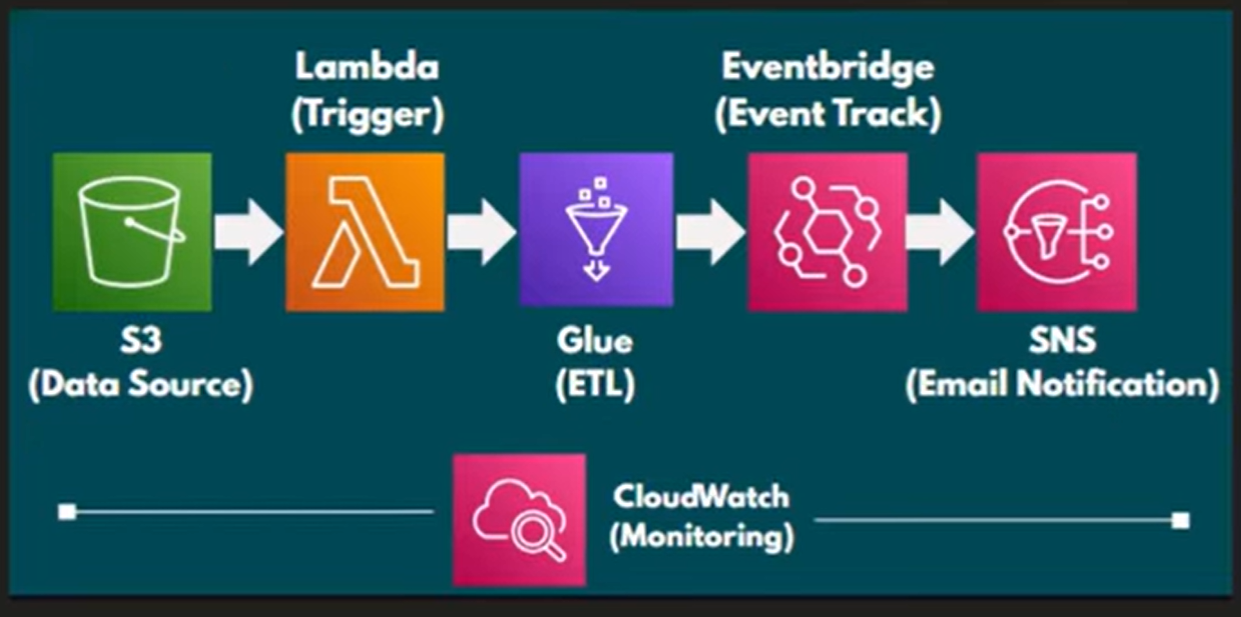 Lambda
(Trigger)
Eventbridge
(Event Track)
S3
(Data Source)
Glue
(ETL)
SNS
(Email Notification)
CloudWatch
(Monitoring)